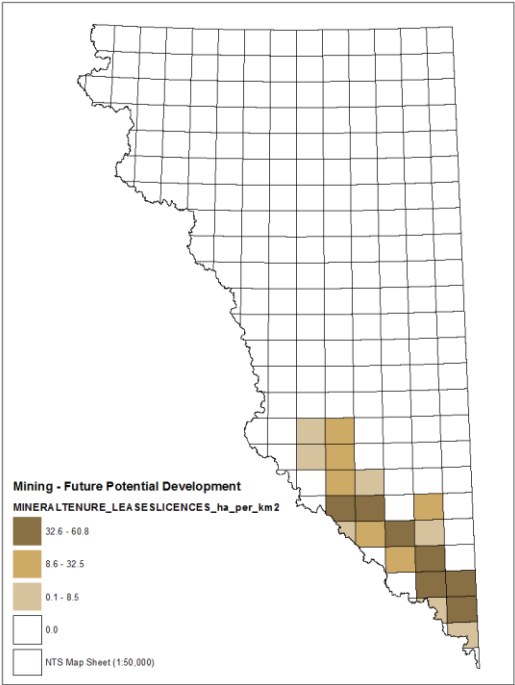 Mining - Future Potential Development
MINERALTENURE_LEASESLICENCES_ha_per_km2
32.6 - 60.8
8.6 - 32.5
0.1 - 8.5
0.0
NTS Map Sheet (1:50,000)